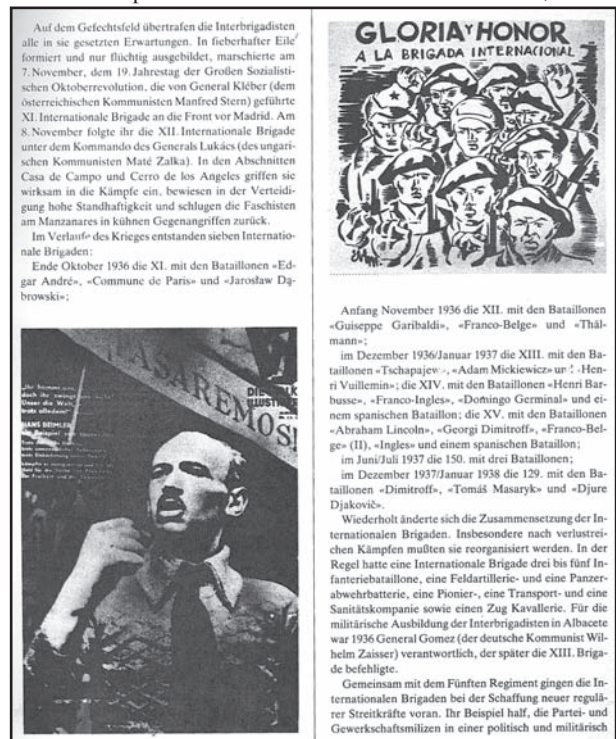 Auf dem Gefechtsfeld übertrafen die Interbrigadisten
alle in sie gesetzten Erwartungen. In fieberhafter Eile
formiert und nur flüchtig ausgebildet, marschierte am
7. November, dem 19. Jahrestag der Großen Sozialisti-
schen Oktoberrevolution, die von General Kléber (dem
österreichischen Kommunisten Manfred Stern) geführte
XI. Internationale Brigade an die Front vor Madrid. Am
8. November folgte ihr die XII. Internationale Brigade
unter dem Kommando des Generals Lukács (des ungari-
schen Kommunisten Maté Zalka). In den Abschnitten
Casa de Campo und Cerro de los Angeles griffen sie
wirksam in die Kämpfe ein, bewiesen in der Verteidi-
gung hohe Standhaftigkeit und schlugen die Faschisten
am Manzanares in kühnen Gegenangriffen zurück.
Im Verlaufe des Krieges entstanden sieben Internatio-
nale Brigaden:
Ende Oktober 1936 die XI. mit den Bataillonen «Ed-
gar André», «Commune de Paris» und «Jarosław Dą-
browski»;
PASAREMOS!
HANS BEIMLER
GLORIA Y HONOR
A LA BRIGADA INTERNACIONAL
Anfang November 1936 die XII. mit den Bataillonen
«Guiseppe Garibaldi», «Franco-Belge» und «Thäl-
mann»;
im Dezember 1936/Januar 1937 die XIII. mit den Ba-
taillonen «Tschapajew», «Adam Mickiewicz» und «Hen-
ri Vuillemin»; die XIV. mit den Bataillonen «Henri Bar-
busse», «Franco-Ingles», «Domingo Germinal» und ei-
nem spanischen Bataillon; die XV. mit den Bataillonen
«Abraham Lincoln», «Georgi Dimitroff», «Franco-Bel-
ge» (II), «Ingles» und einem spanischen Bataillon;
im Juni/Juli 1937 die 150. mit drei Bataillonen;
im Dezember 1937/Januar 1938 die 129. mit den Ba-
taillonen «Dimitroff», «Tomáš Masaryk» und «Djure
Djakovič».
Wiederholt änderte sich die Zusammensetzung der In-
ternationalen Brigaden. Insbesondere nach verlustrei-
chen Kämpfen mußten sie reorganisiert werden. In der
Regel hatte eine Internationale Brigade drei bis fünf In-
fanteriebataillone, eine Feldartillerie- und eine Panzer-
abwehrbatterie, eine Pionier-, eine Transport- und eine
Sanitätskompanie sowie einen Zug Kavallerie. Für die
militärische Ausbildung der Interbrigadisten in Albacete
war 1936 General Gomez (der deutsche Kommunist Wil-
helm Zaisser) verantwortlich, der später die XIII. Briga-
de befehligte.
Gemeinsam mit dem Fünften Regiment gingen die In-
ternationalen Brigaden bei der Schaffung neuer regulä-
rer Streitkräfte voran. Ihr Beispiel half, die Partei- und
Gewerkschaftsmilizen in einer politisch und militärisch